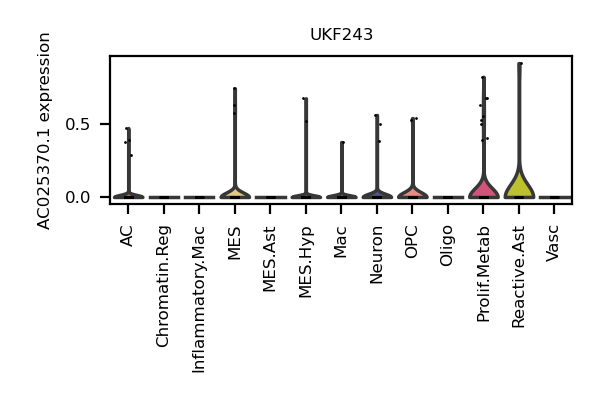 UKF243
AC025370.1 expression
0.5
0.0
AC
Chromatin.Reg
Inflammatory.Mac
MES
MES.Ast
MES.Hyp
Mac
Neuron
OPC
Oligo
Prolif.Metab
Reactive.Ast
Vasc